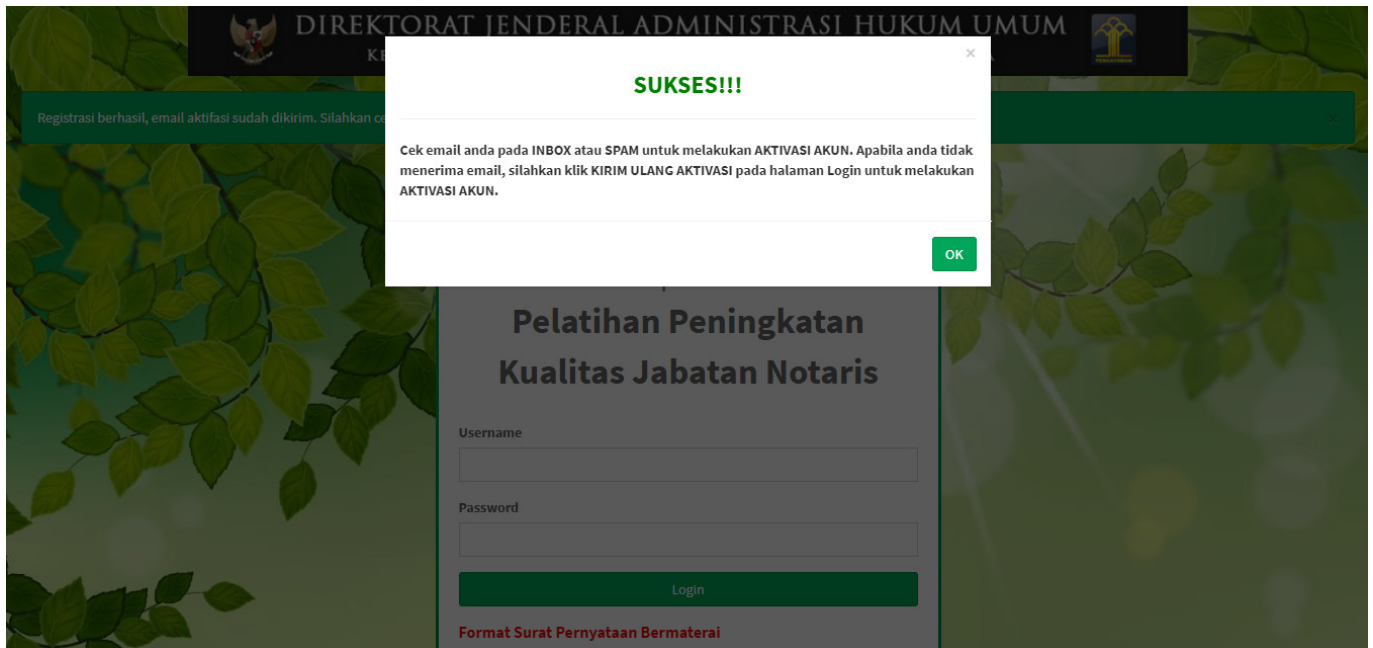 DIREKTORAT JENDERAL ADMINISTRASI HUKUM UMUM
×
SUKSES!!!
Registrasi berhasil, email aktifasi sudah dikirim. Silahkan
×
Cek email anda pada INBOX atau SPAM untuk melakukan AKTIVASI AKUN. Apabila anda tidak
menerima email, silahkan klik KIRIM ULANG AKTIVASI pada halaman Login untuk melakukan
AKTIVASI AKUN.
OK
Pelatihan Peningkatan
Kualitas Jabatan Notaris
Username
Password
Login
Format Surat Pernyataan Bermaterai